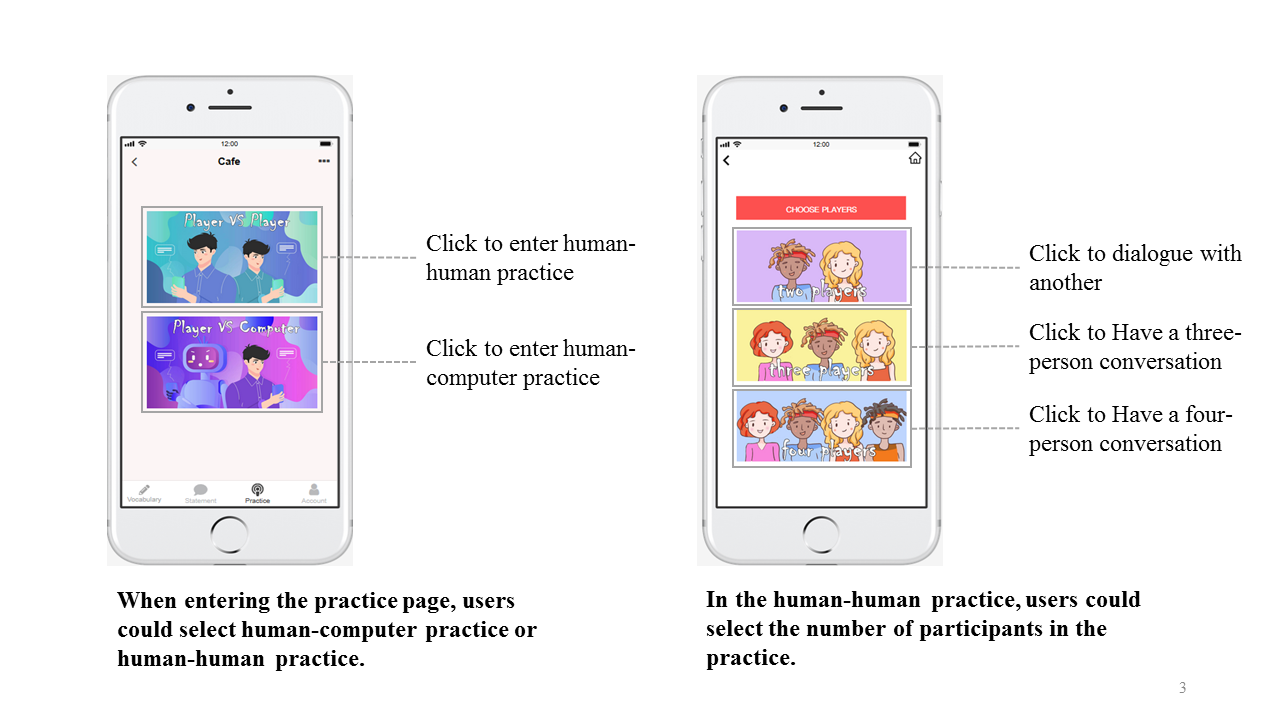 12:00
Cafe
Player VS Player
Player VS Computer
Vocabulary
Statement
Practice
Account
Click to enter human-
human practice
Click to enter human-
computer practice
When entering the practice page, users
could select human-computer practice or
human-human practice.
12:00
CHOOSE PLAYERS
two players
three players
four players
Click to dialogue with
another
Click to Have a three-
person conversation
Click to Have a four-
person conversation
In the human-human practice, users could
select the number of participants in the
practice.
3